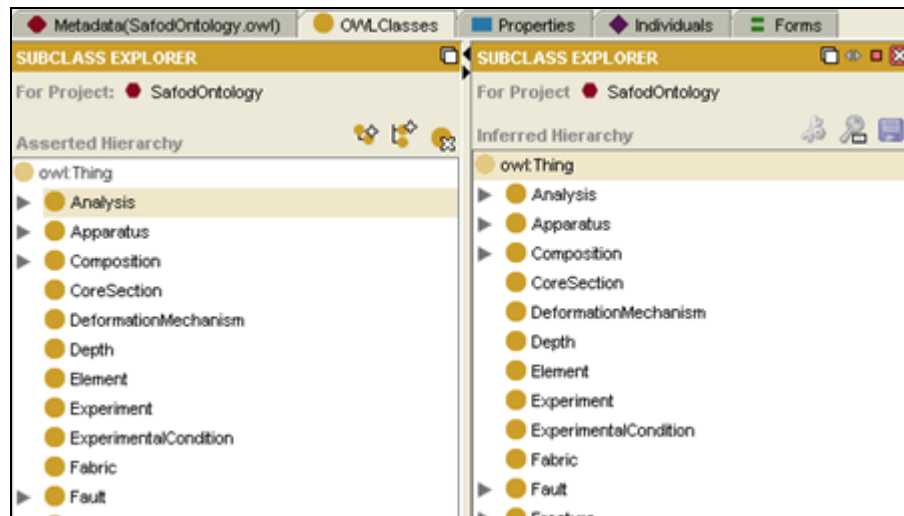 Metadata(SafodOntology.owl)
OWLClasses
Properties
Individuals
Forms
SUBCLASS EXPLORER
For Project: SafodOntology
Asserted Hierarchy
owl:Thing
Analysis
Apparatus
Composition
CoreSection
DeformationMechanism
Depth
Element
Experiment
ExperimentalCondition
Fabric
Fault
SUBCLASS EXPLORER
For Project SafodOntology
Inferred Hierarchy
owl:Thing
Analysis
Apparatus
Composition
CoreSection
DeformationMechanism
Depth
Element
Experiment
ExperimentalCondition
Fabric
Fault